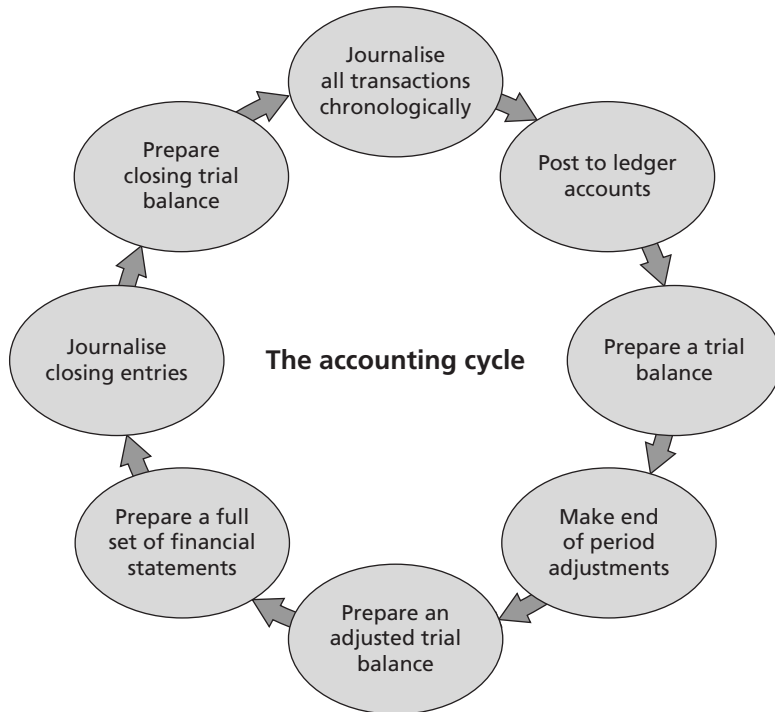 Journalise
all transactions
chronologically
Post to ledger
accounts
Prepare a trial
balance
Make end
of period
adjustments
Prepare an
adjusted trial
balance
Prepare a full
set of financial
statements
Journalise
closing entries
Prepare
closing trial
balance
The accounting cycle